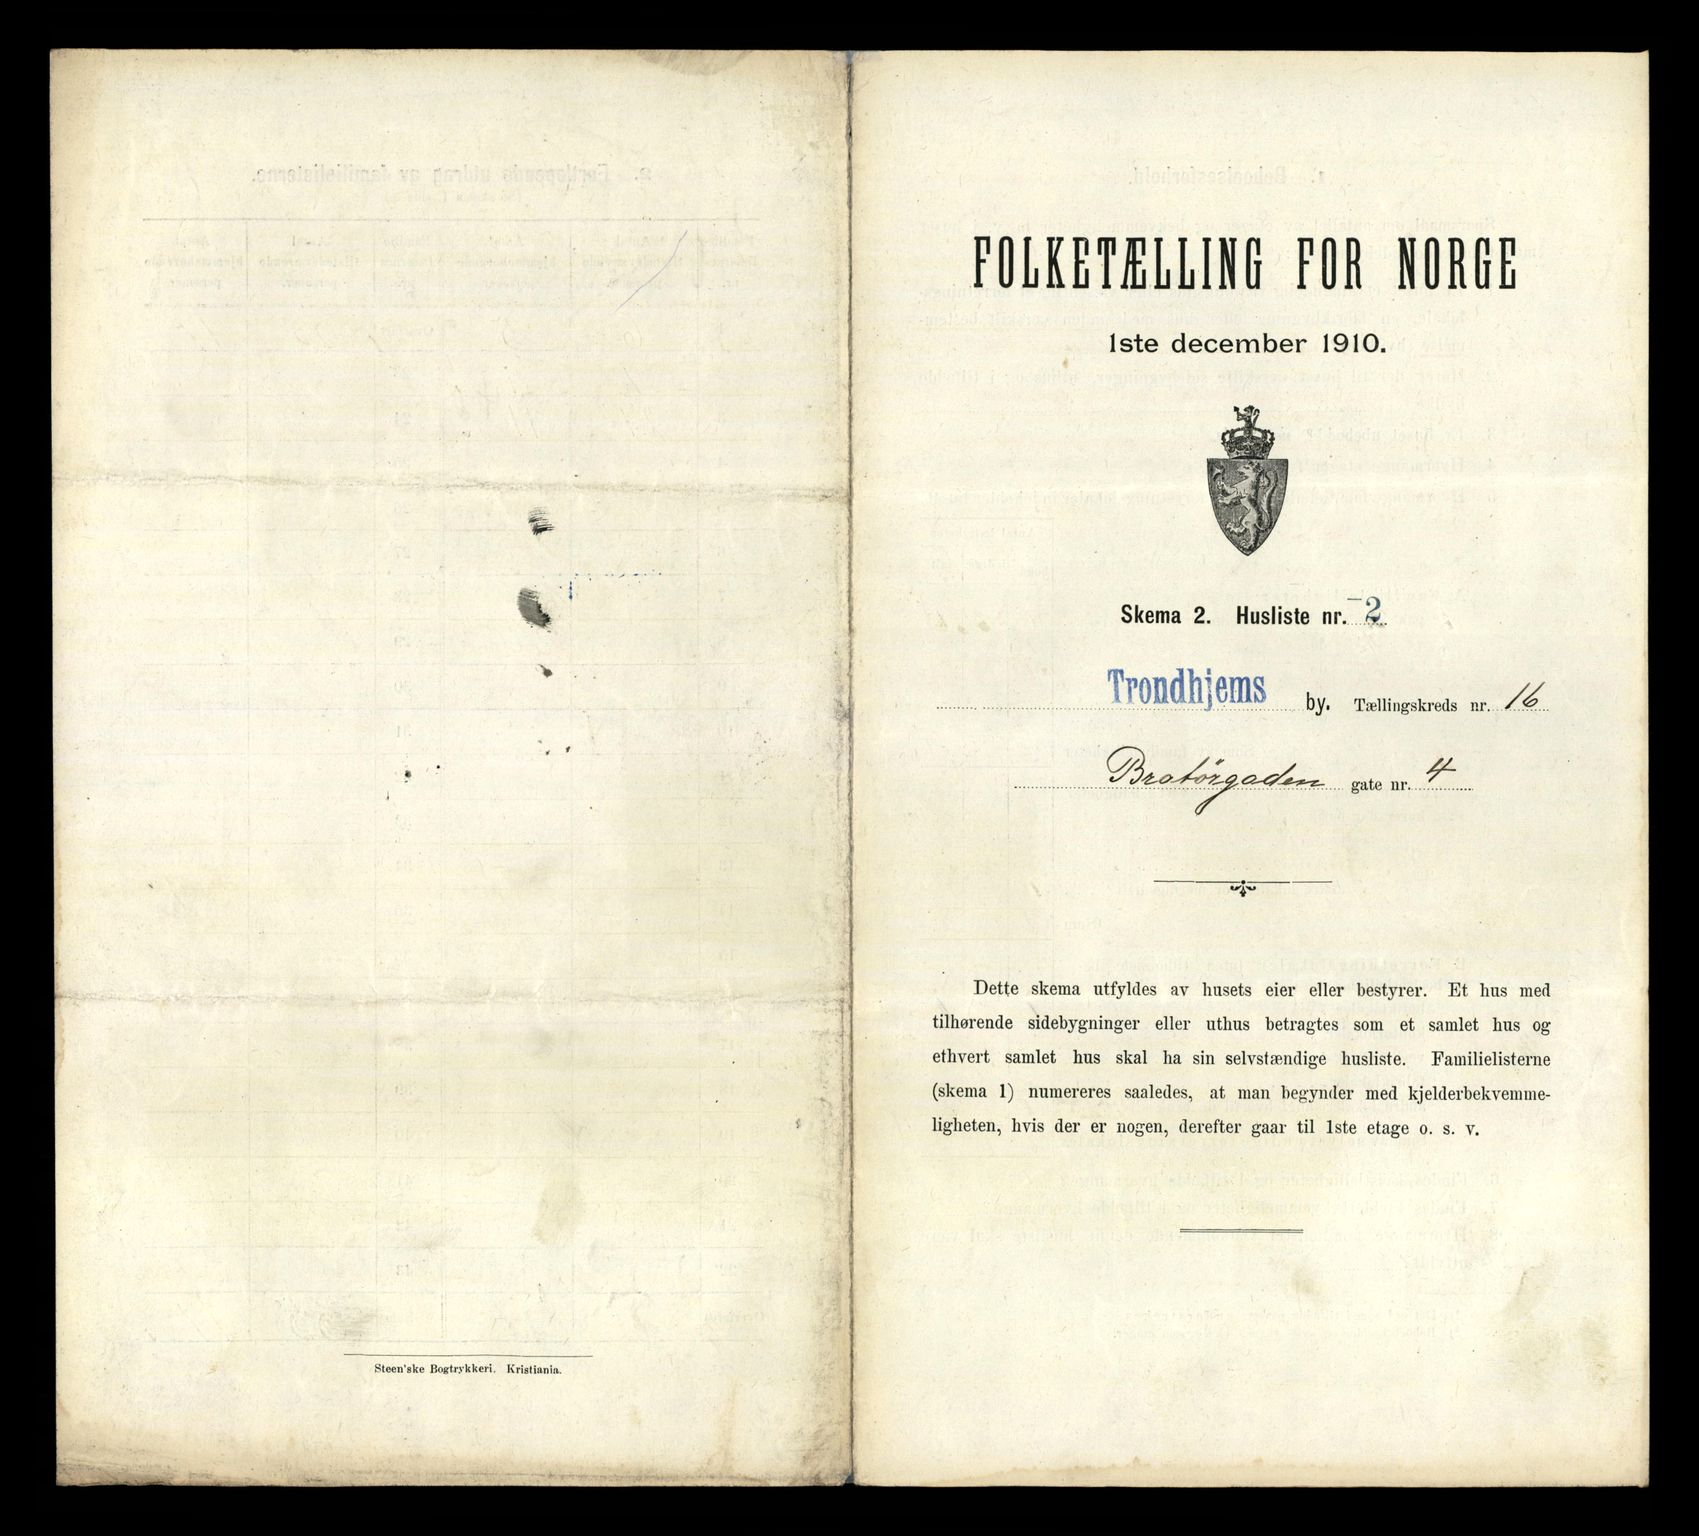 FOLKETÆLLING FOR NORGE
1ste december 1910.
Skema 2. Husliste nr. 2
Trondhjems by. Tællingskreds nr. 16
Bratörgaden gate nr. 4
Dette skema utfyldes av husets eier eller bestyrer. Et hus med
tilhørende sidebygninger eller uthus betragtes som et samlet hus og
ethvert samlet hus skal ha sin selvstændige husliste. Familielisterne
(skema 1) numereres saaledes, at man begynder med kjelderbekvemme-
ligheten, hvis der er nogen, derefter gaar til 1ste etage o. s. v.
Steen'ske Bogtrykkeri. Kristiania.